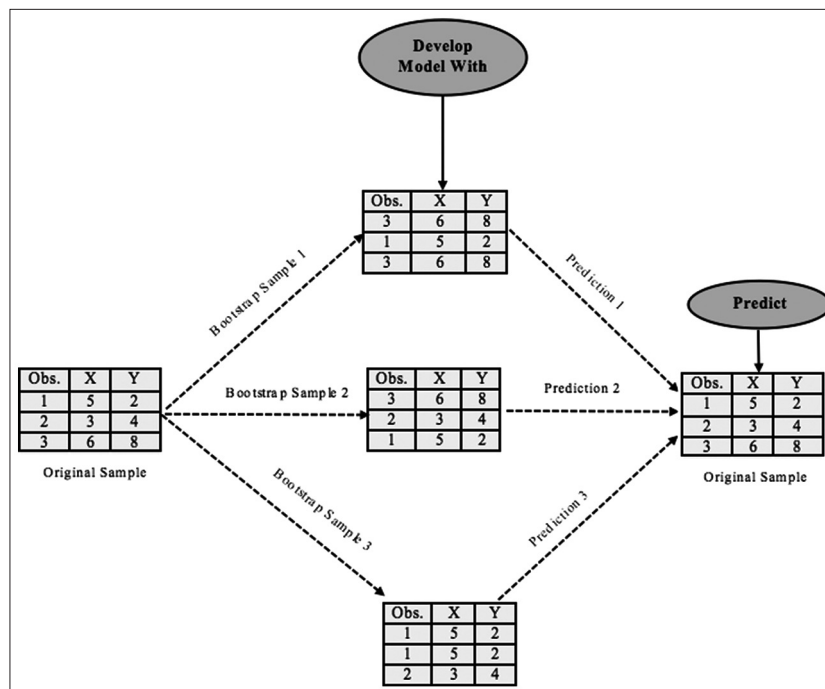 Develop
Model With
Obs. X Y
3 6 8
1 5 2
3 6 8
Bootstrap Sample 1
Prediction 1
Predict
Obs. X Y
1 5 2
2 3 4
3 6 8
Original Sample
Bootstrap Sample 2
Obs. X Y
3 6 8
2 3 4
1 5 2
Prediction 2
Obs. X Y
1 5 2
2 3 4
3 6 8
Original Sample
Bootstrap Sample 3
Prediction 3
Obs. X Y
1 5 2
1 5 2
2 3 4